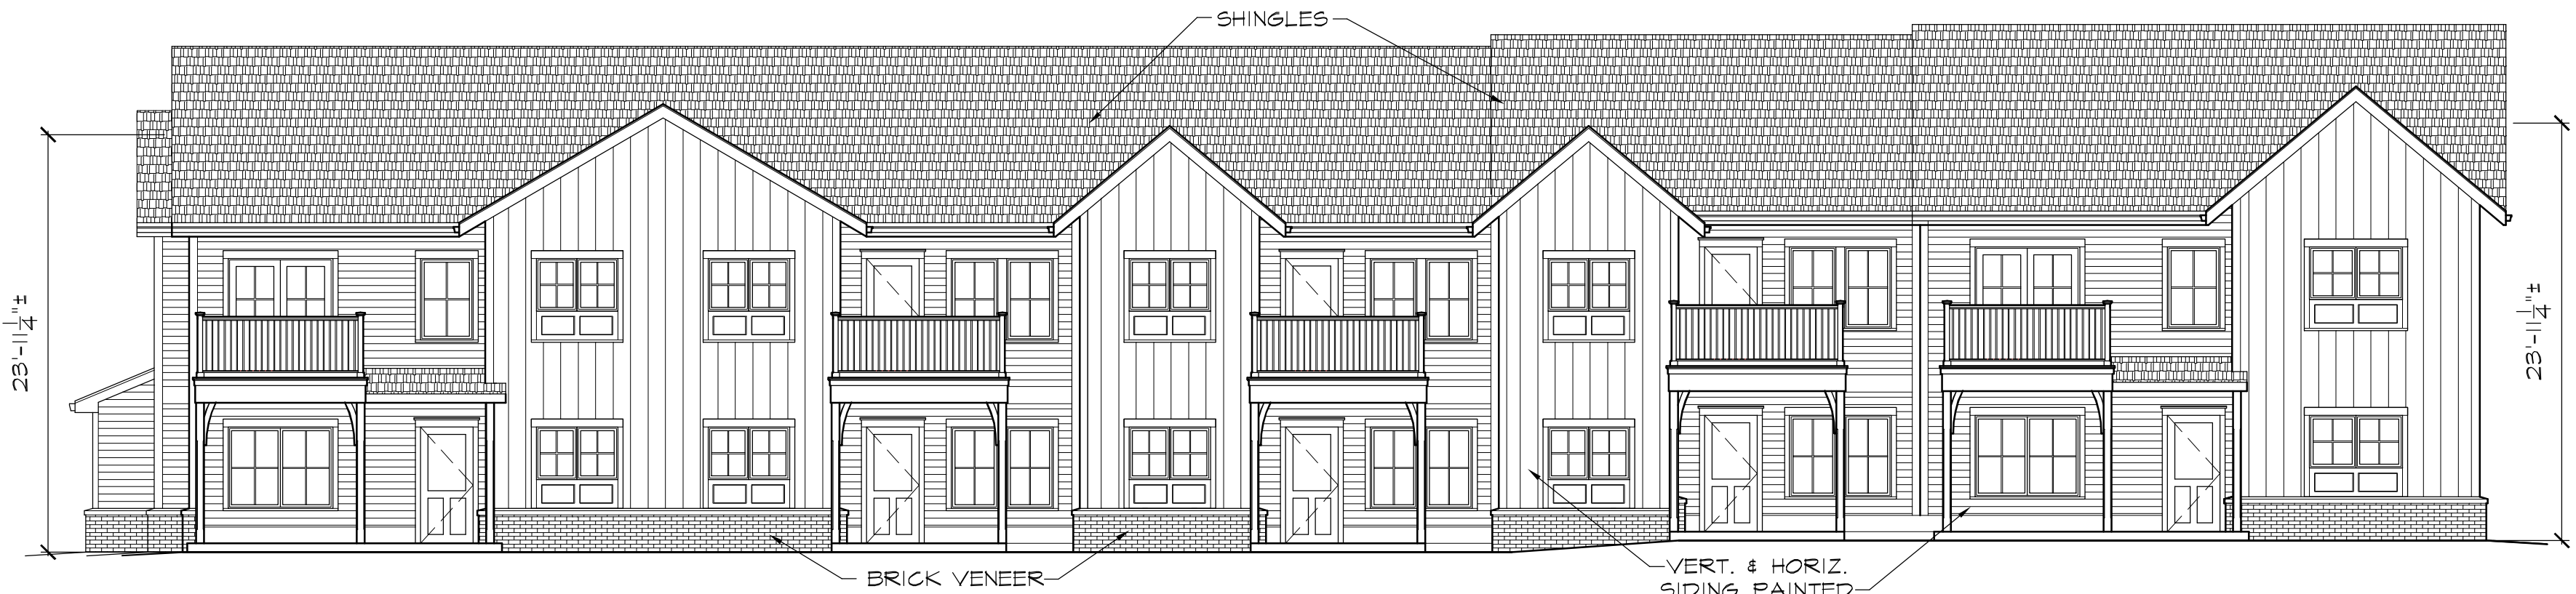 SHINGLES
23'-11 1/4"±
23'-11 1/4"±
BRICK VENEER
VERT. & HORIZ.
SIDING PAINTED